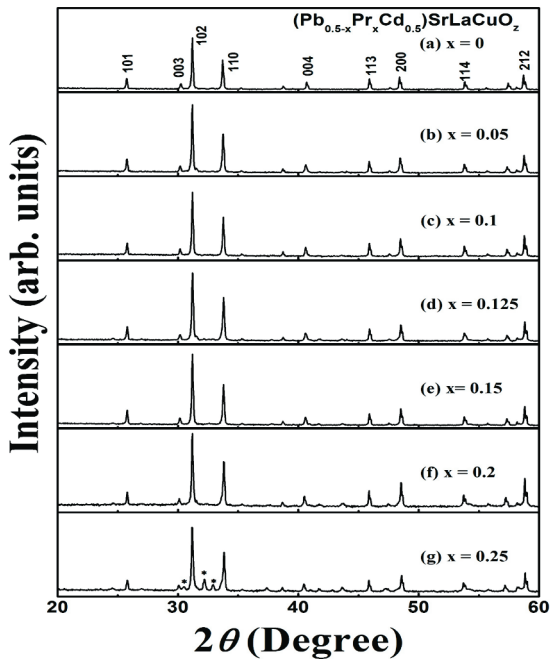 (Pb₀.₅₋ₓPrₓCd₀.₅)SrLaCuO_z
(a) x = 0
101
003
102
110
004
113
200
114
212
(b) x = 0.05
(c) x = 0.1
(d) x = 0.125
(e) x= 0.15
(f) x = 0.2
(g) x = 0.25
* * *
Intensity (arb. units)
20 30 40 50 60
2θ (Degree)